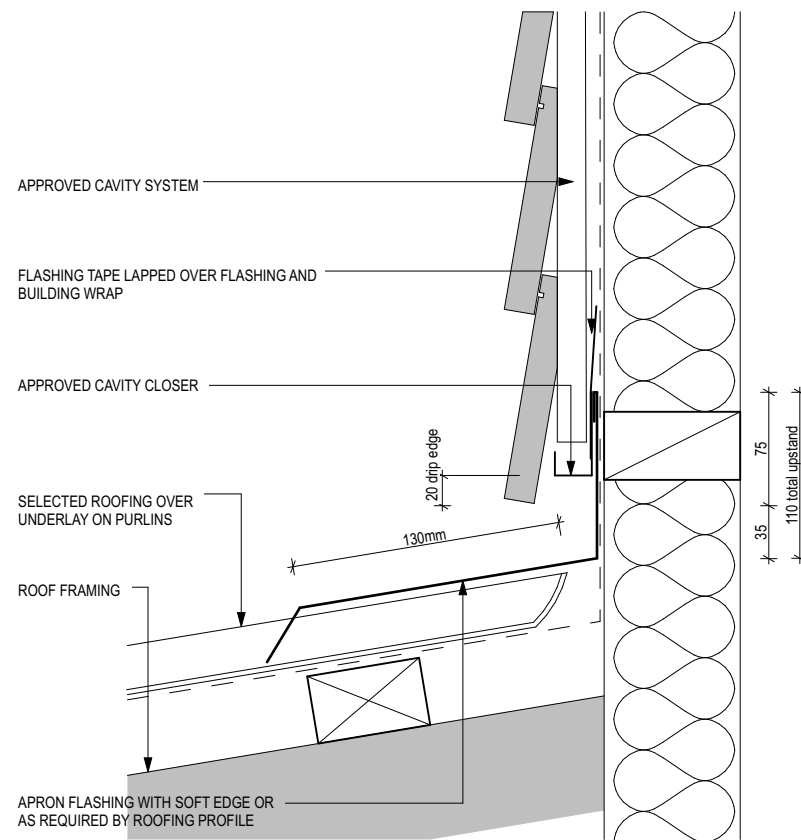 APPROVED CAVITY SYSTEM
FLASHING TAPE LAPPED OVER FLASHING AND
BUILDING WRAP
APPROVED CAVITY CLOSER
20 drip edge
75
110 total upstand
35
SELECTED ROOFING OVER
UNDERLAY ON PURLINS
130mm
ROOF FRAMING
APRON FLASHING WITH SOFT EDGE OR
AS REQUIRED BY ROOFING PROFILE